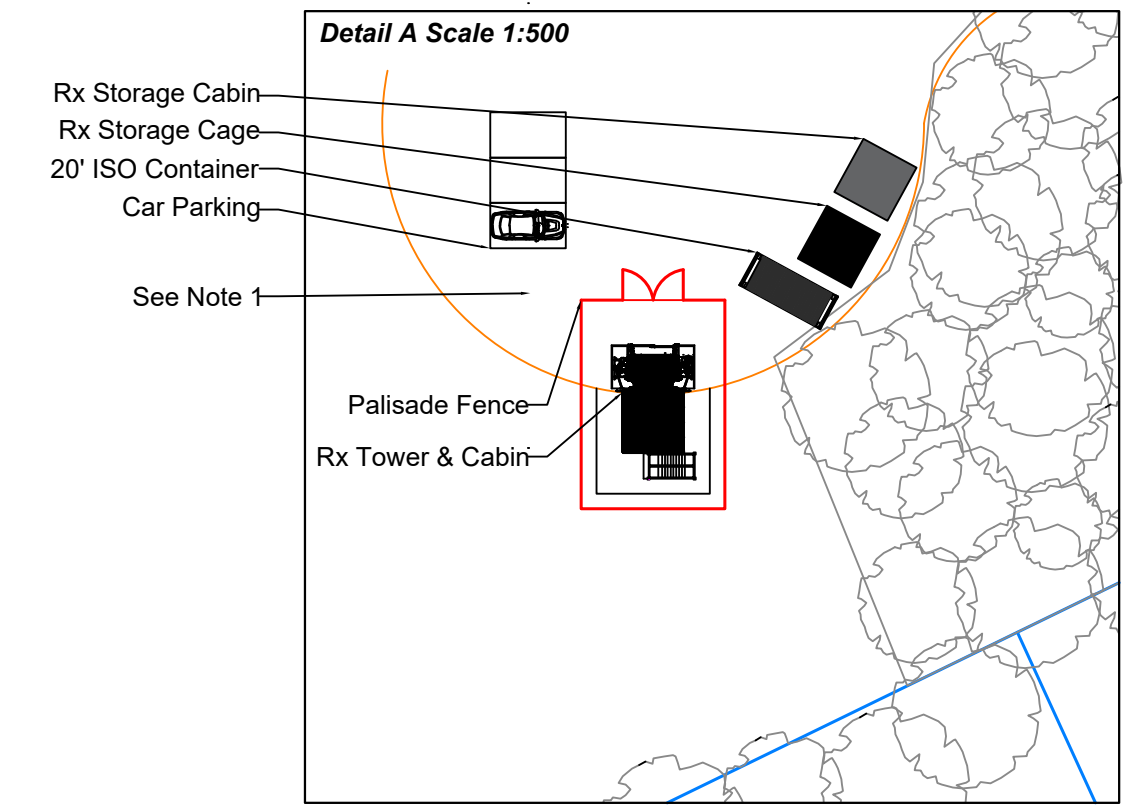 Detail A Scale 1:500
Rx Storage Cabin
Rx Storage Cage
20' ISO Container
Car Parking
See Note 1
Palisade Fence
Rx Tower & Cabin